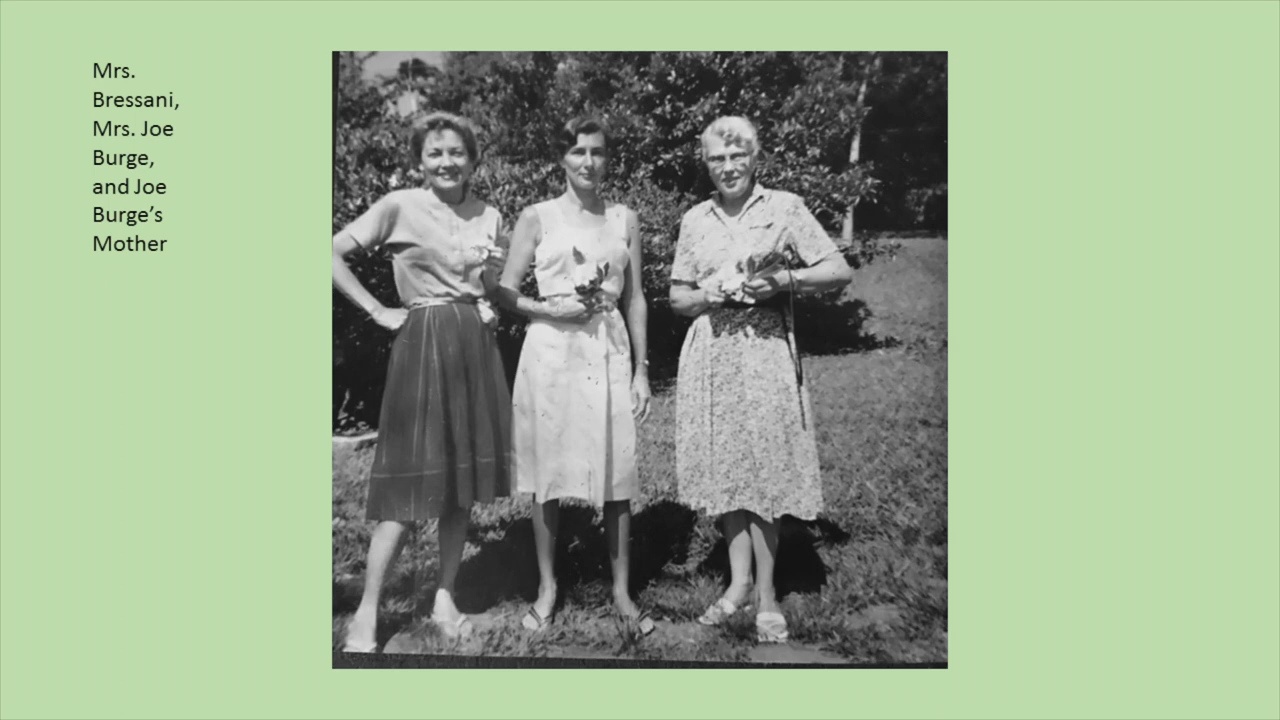 Mrs.
Bressani,
Mrs. Joe
Burge,
and Joe
Burge’s
Mother